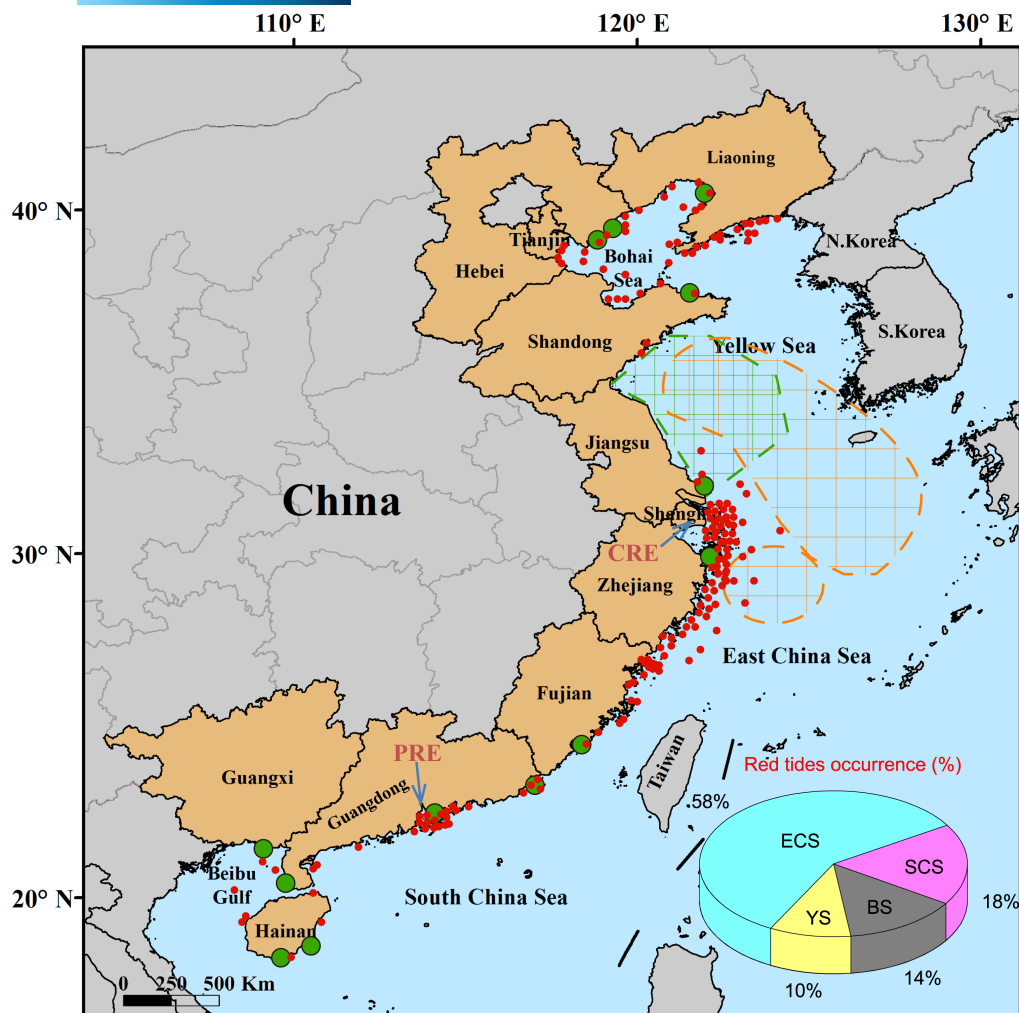 110° E
120° E
130° E
40° N
30° N
20° N
Liaoning
Tianjin
Hebei
Bohai
Sea
N.Korea
S.Korea
Shandong
Yellow Sea
Jiangsu
China
Shangh
CRE
Zhejiang
East China Sea
Fujian
PRE
Guangxi
Guangdong
Taiwan
Beibu
Gulf
Hainan
South China Sea
0 250 500 Km
Red tides occurrence (%)
58%
ECS
SCS
18%
BS
14%
YS
10%